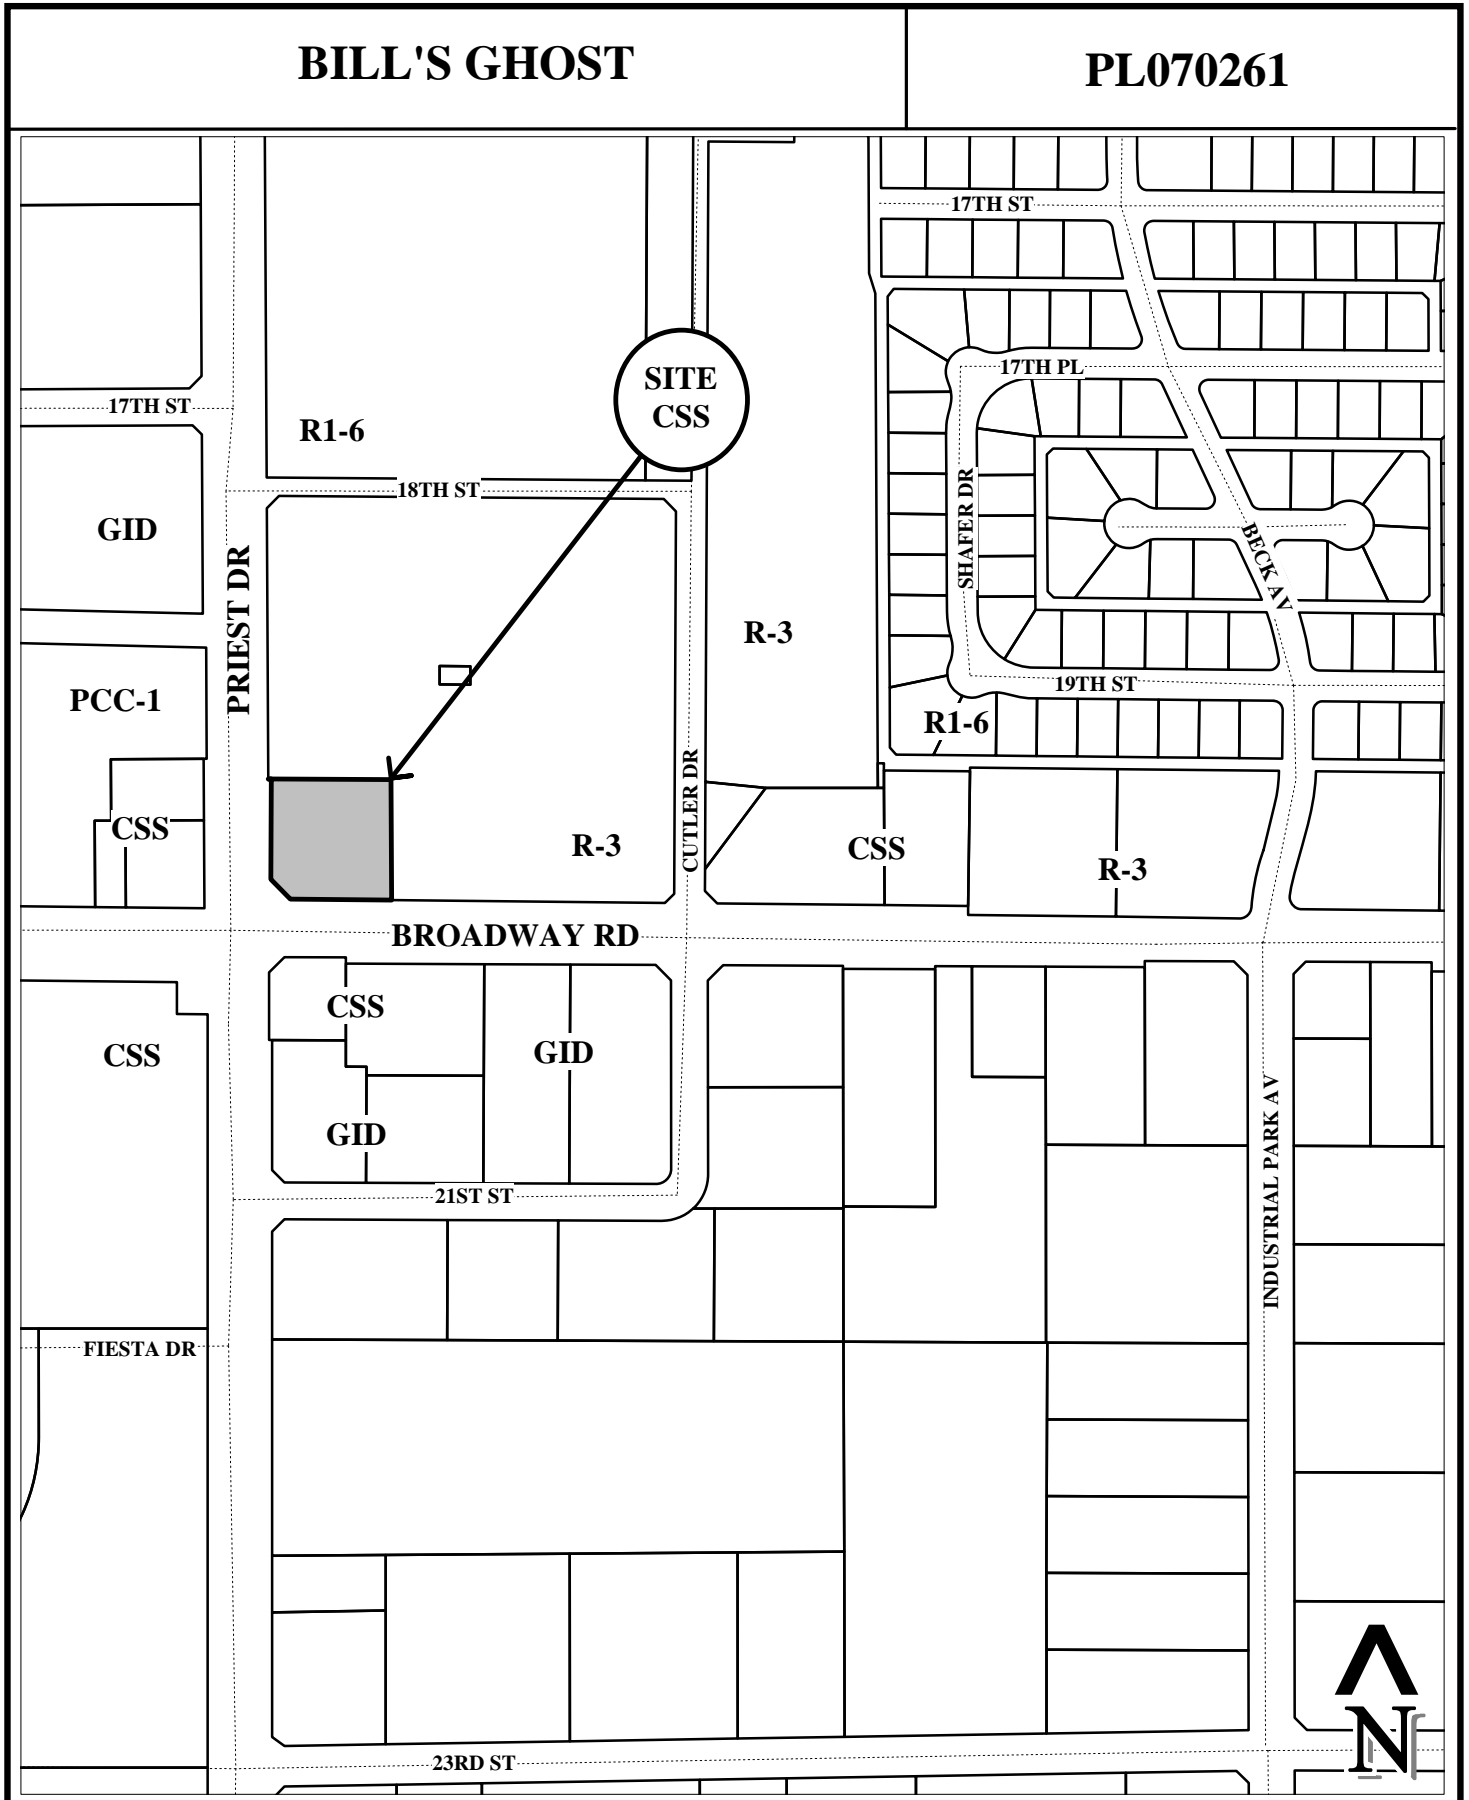 BILL'S GHOST
PL070261
17TH ST
SITE
CSS
17TH PL
17TH ST
R1-6
18TH ST
GID
SHAFER DR
BECK AV
PRIEST DR
R-3
PCC-1
19TH ST
R1-6
CUTLER DR
CSS
R-3
CSS
R-3
BROADWAY RD
CSS
CSS
GID
GID
INDUSTRIAL PARK AV
21ST ST
FIESTA DR
N
23RD ST